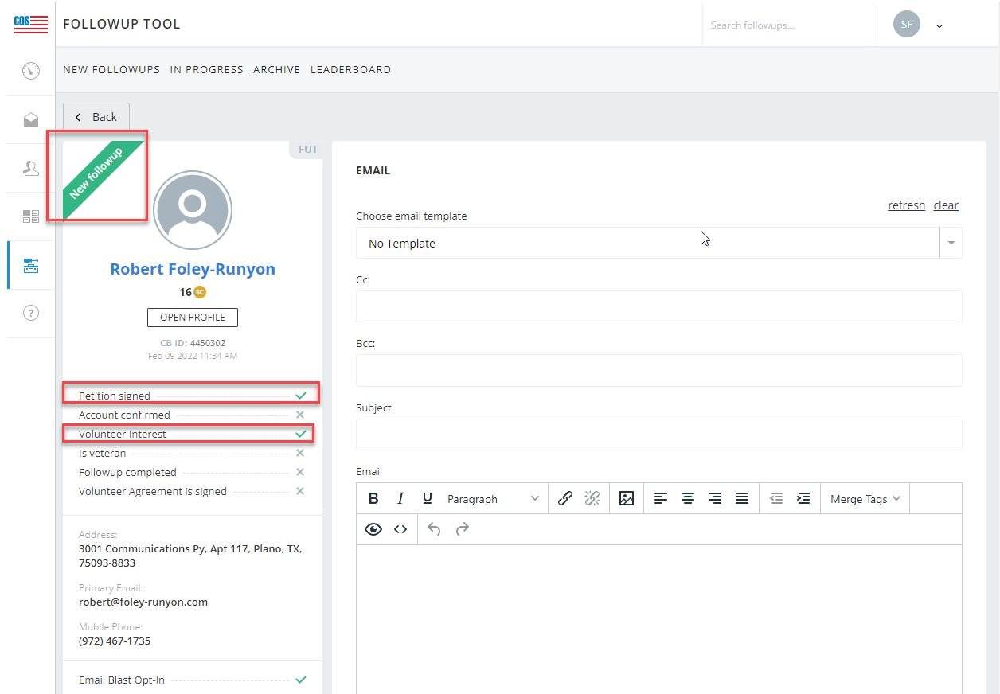 COS
FOLLOWUP TOOL
Search followups...
SF
NEW FOLLOWUPS IN PROGRESS ARCHIVE LEADERBOARD
Back
New followup
FUT
Robert Foley-Runyon
16 SC
OPEN PROFILE
CB ID: 4450302
Feb 09 2022 11:34 AM
Petition signed
Account confirmed
Volunteer Interest
Is veteran
Followup completed
Volunteer Agreement is signed
Address:
3001 Communications Py, Apt 117, Plano, TX,
75093-8833
Primary Email:
robert@foley-runyon.com
Mobile Phone:
(972) 467-1735
Email Blast Opt-In
EMAIL
refresh clear
Choose email template
No Template
Cc:
Bcc:
Subject
Email
B I U Paragraph
Merge Tags